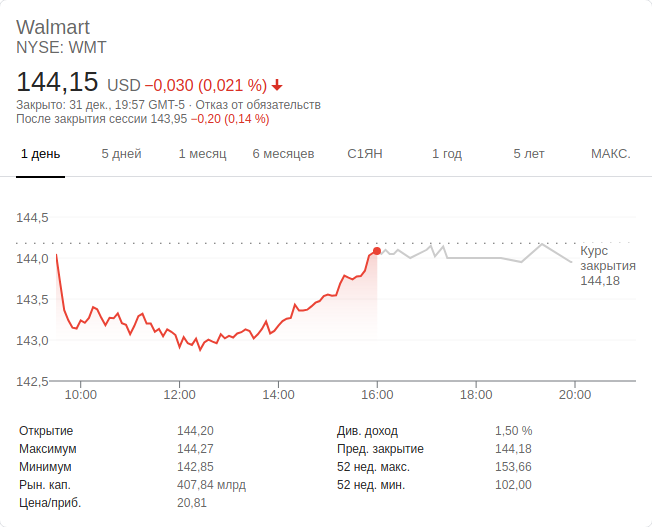 Walmart
NYSE: WMT
144,15 USD −0,030 (0,021 %)
Закрыто: 31 дек., 19:57 GMT-5 · Отказ от обязательств
После закрытия сессии 143,95 −0,20 (0,14 %)
1 день 5 дней 1 месяц 6 месяцев С1ЯН 1 год 5 лет МАКС.
144,5
144,0
143,5
143,0
142,5
Курс
закрытия
144,18
10:00 12:00 14:00 16:00 18:00 20:00
Открытие 144,20 Див. доход 1,50 %
Максимум 144,27 Пред. закрытие 144,18
Минимум 142,85 52 нед. макс. 153,66
Рын. кап. 407,84 млрд 52 нед. мин. 102,00
Цена/приб. 20,81